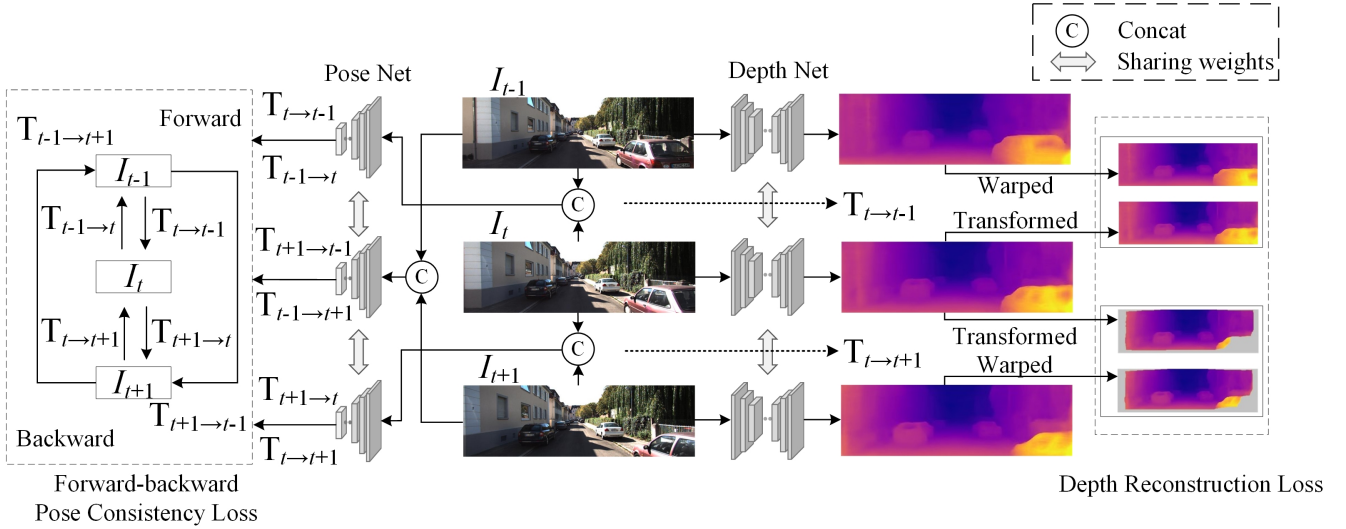 C Concat
Sharing weights
Pose Net
Depth Net
Forward
T_{t→t-1}
T_{t-1→t}
I_{t-1}
T_{t-1→t+1}
I_{t-1}
T_{t-1→t}
T_{t→t-1}
I_t
T_{t→t+1}
T_{t+1→t}
I_{t+1}
T_{t+1→t-1}
Backward
T_{t+1→t-1}
T_{t-1→t+1}
T_{t+1→t}
T_{t→t+1}
C
C
I_t
C
I_{t+1}
T_{t→t-1}
T_{t→t+1}
Warped
Transformed
Transformed
Warped
Forward-backward
Pose Consistency Loss
Depth Reconstruction Loss